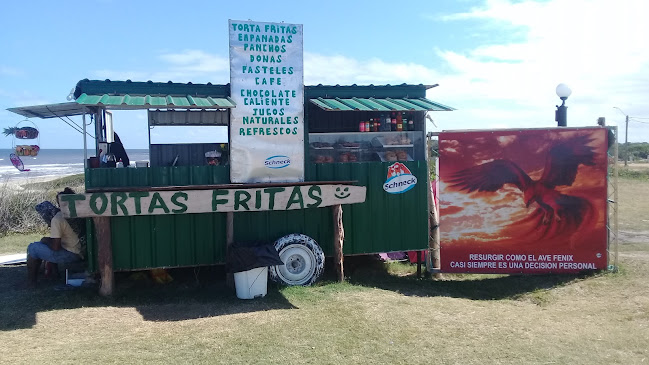 TORTA FRITAS
EMPANADAS
PANCHOS
DONAS
PASTELES
CAFE
CHOCOLATE
CALIENTE
JUGOS
NATURALES
REFRESCOS
Schneck
TORTAS FRITAS
Schneck
Schneck
RESURGIR COMO EL AVE FENIX
CASI SIEMPRE ES UNA DECISION PERSONAL